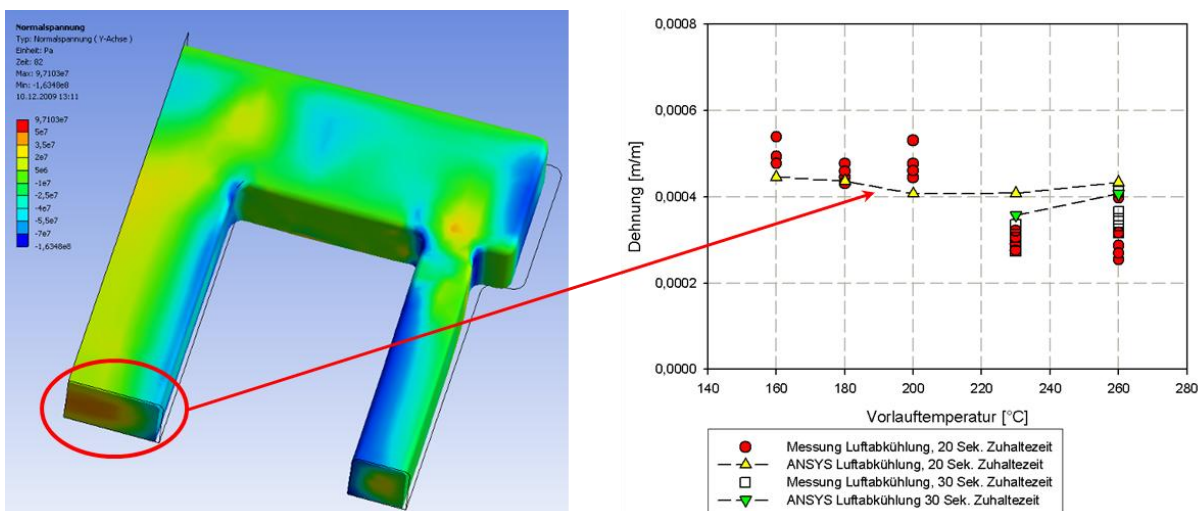 Normalspannung
Typ: Normalspannung ( Y-Achse )
Einheit: Pa
Zeit: 82
Max: 9,7103e7
Min: -1,6348e8
10.12.2009 13:11
9,7103e7
5e7
3,5e7
2e7
5e6
-1e7
-2,5e7
-4e7
-5,5e7
-7e7
-1,6348e8
0,0008
0,0006
0,0004
0,0002
0,0000
Dehnung [m/m]
140 160 180 200 220 240 260 280
Vorlauftemperatur [°C]
Messung Luftabkühlung, 20 Sek. Zuhaltezeit
ANSYS Luftabkühlung, 20 Sek. Zuhaltezeit
Messung Luftabkühlung, 30 Sek. Zuhaltezeit
ANSYS Luftabkühlung 30 Sek. Zuhaltezeit